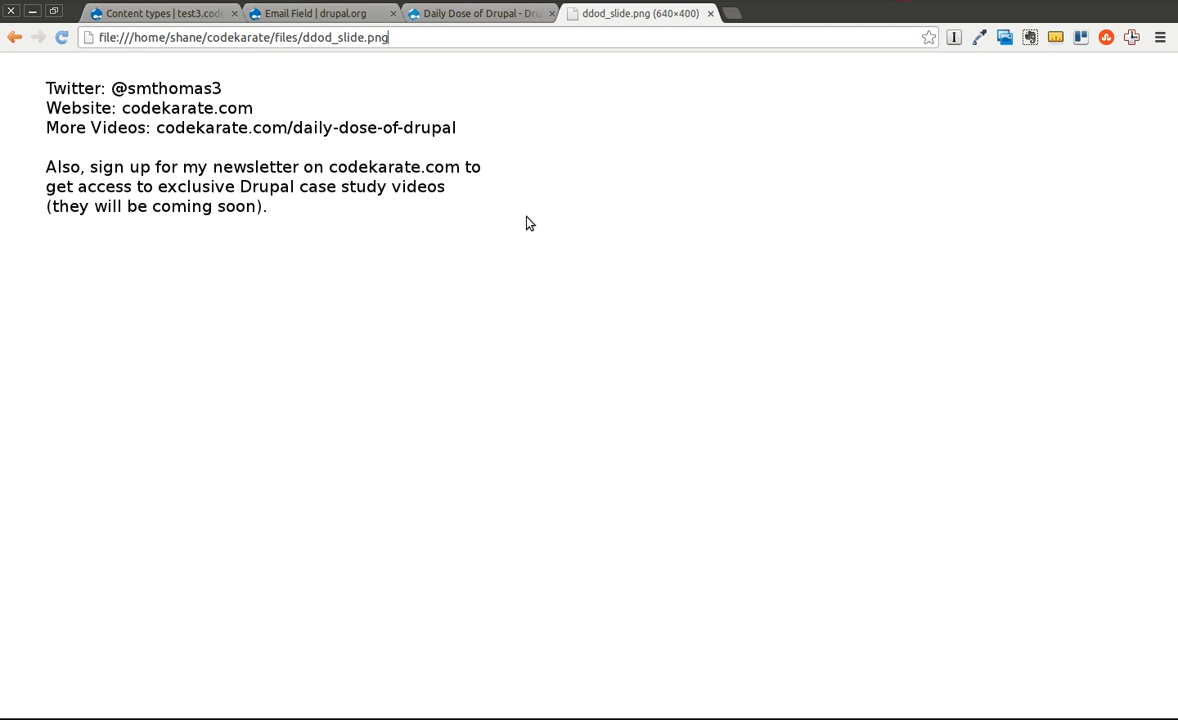 Content types | test3.code
Email Field | drupal.org
Daily Dose of Drupal - Dru
ddod_slide.png (640×400)
file:///home/shane/codekarate/files/ddod_slide.png
Twitter: @smthomas3
Website: codekarate.com
More Videos: codekarate.com/daily-dose-of-drupal
Also, sign up for my newsletter on codekarate.com to
get access to exclusive Drupal case study videos
(they will be coming soon).